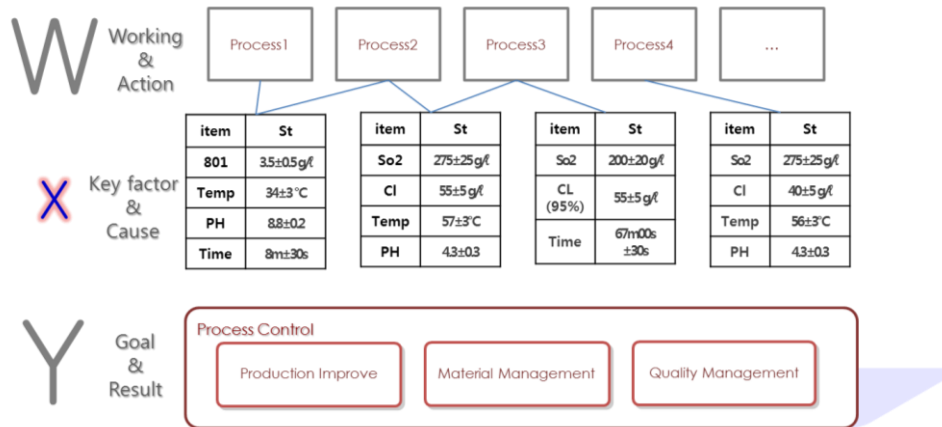 W
Working
&
Action
Process1
Process2
Process3
Process4
...
X
Key factor
&
Cause
item St
801 3.5±0.5g/ℓ
Temp 34±3℃
PH 8.8±0.2
Time 8m±30s
item St
So2 275±25g/ℓ
Cl 55±5g/ℓ
Temp 57±3℃
PH 4.3±0.3
item St
So2 200±20g/ℓ
CL
(95%)
55±5g/ℓ
Time
67m00s
±30s
item St
So2 275±25g/ℓ
Cl 40±5g/ℓ
Temp 56±3℃
PH 4.3±0.3
Y
Goal
&
Result
Process Control
Production Improve
Material Management
Quality Management